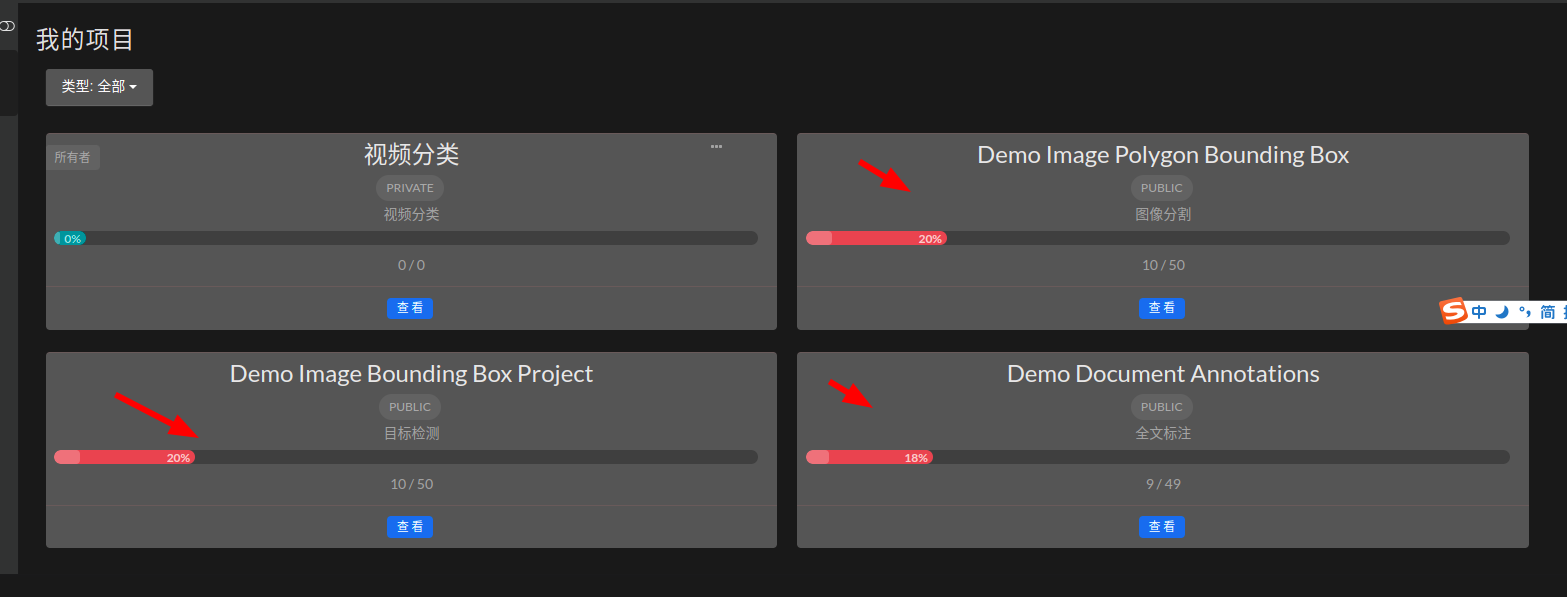 我的项目
类型: 全部
所有者
视频分类
PRIVATE
视频分类
0%
0 / 0
查看
Demo Image Polygon Bounding Box
PUBLIC
图像分割
20%
10 / 50
查看
中 °, 简
Demo Image Bounding Box Project
PUBLIC
目标检测
20%
10 / 50
查看
Demo Document Annotations
PUBLIC
全文标注
18%
9 / 49
查看